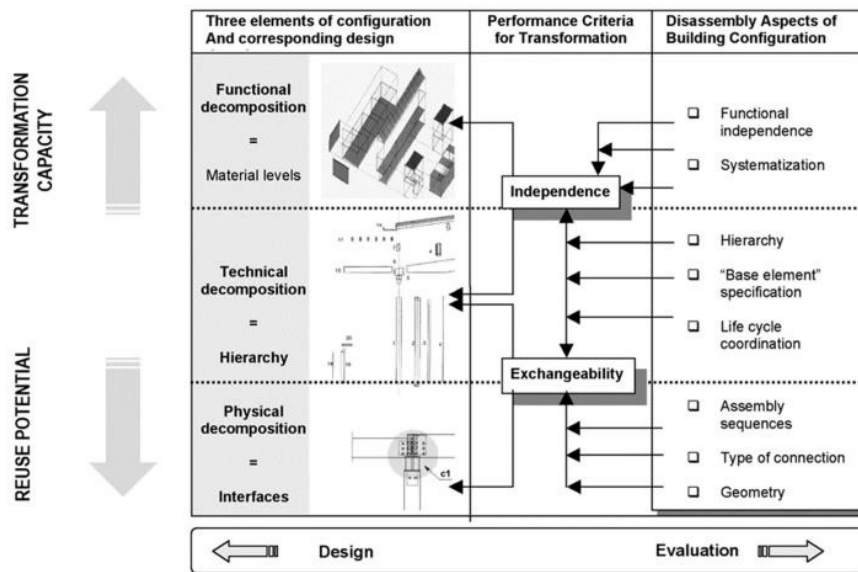 Three elements of configuration
And corresponding design
Performance Criteria
for Transformation
Disassembly Aspects of
Building Configuration
TRANSFORMATION
CAPACITY
REUSE POTENTIAL
Functional
decomposition
=
Material levels
Technical
decomposition
=
Hierarchy
Physical
decomposition
=
Interfaces
c1
Independence
Exchangeability
Functional
independence
Systematization
Hierarchy
"Base element"
specification
Life cycle
coordination
Assembly
sequences
Type of connection
Geometry
Design
Evaluation